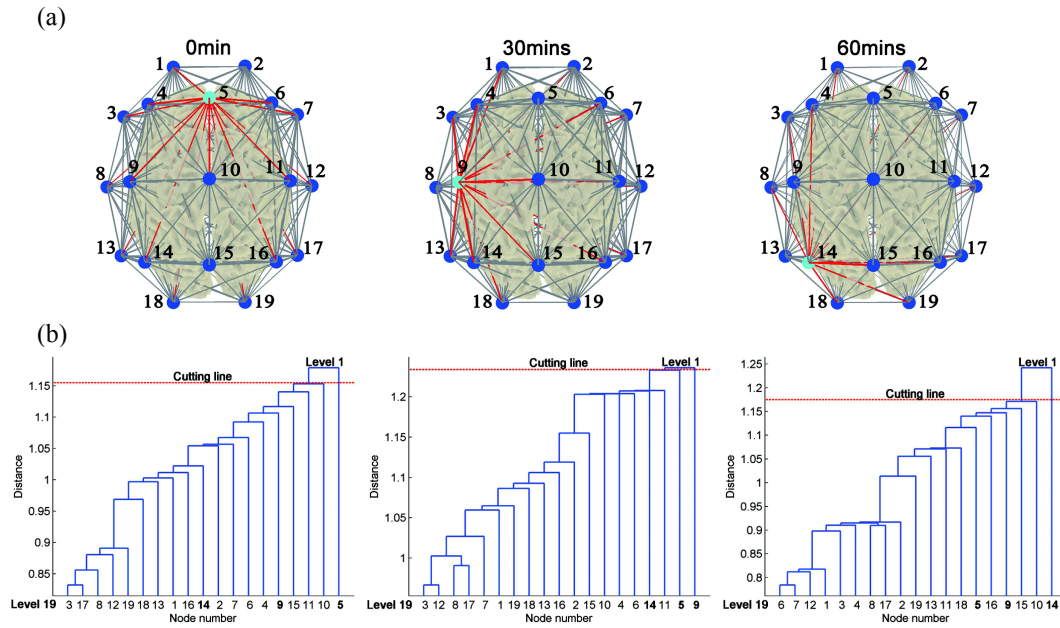 (a)
0min
30mins
60mins
1 2
4 5 6
3 7
8 9 10 11 12
13 14 15 16 17
18 19
1 2
4 5 6
3 7
8 9 10 11 12
13 14 15 16 17
18 19
1 2
4 5 6
3 7
8 9 10 11 12
13 14 15 16 17
18 19
(b)
Level 1
Cutting line
1.15
1.1
1.05
1
0.95
0.9
0.85
Distance
Level 19 3 17 8 12 19 18 13 1 16 14 2 7 6 4 9 15 11 10 5
Node number
Level 1
Cutting line
1.2
1.15
1.1
1.05
1
Distance
Level 19 3 12 8 17 7 1 19 18 13 16 2 15 10 4 6 14 11 5 9
Node number
1.25
Level 1
1.2
Cutting line
1.15
1.1
1.05
1
0.95
0.9
0.85
0.8
Distance
Level 19 6 7 12 1 3 4 8 17 2 19 13 11 18 5 16 9 15 10 14
Node number